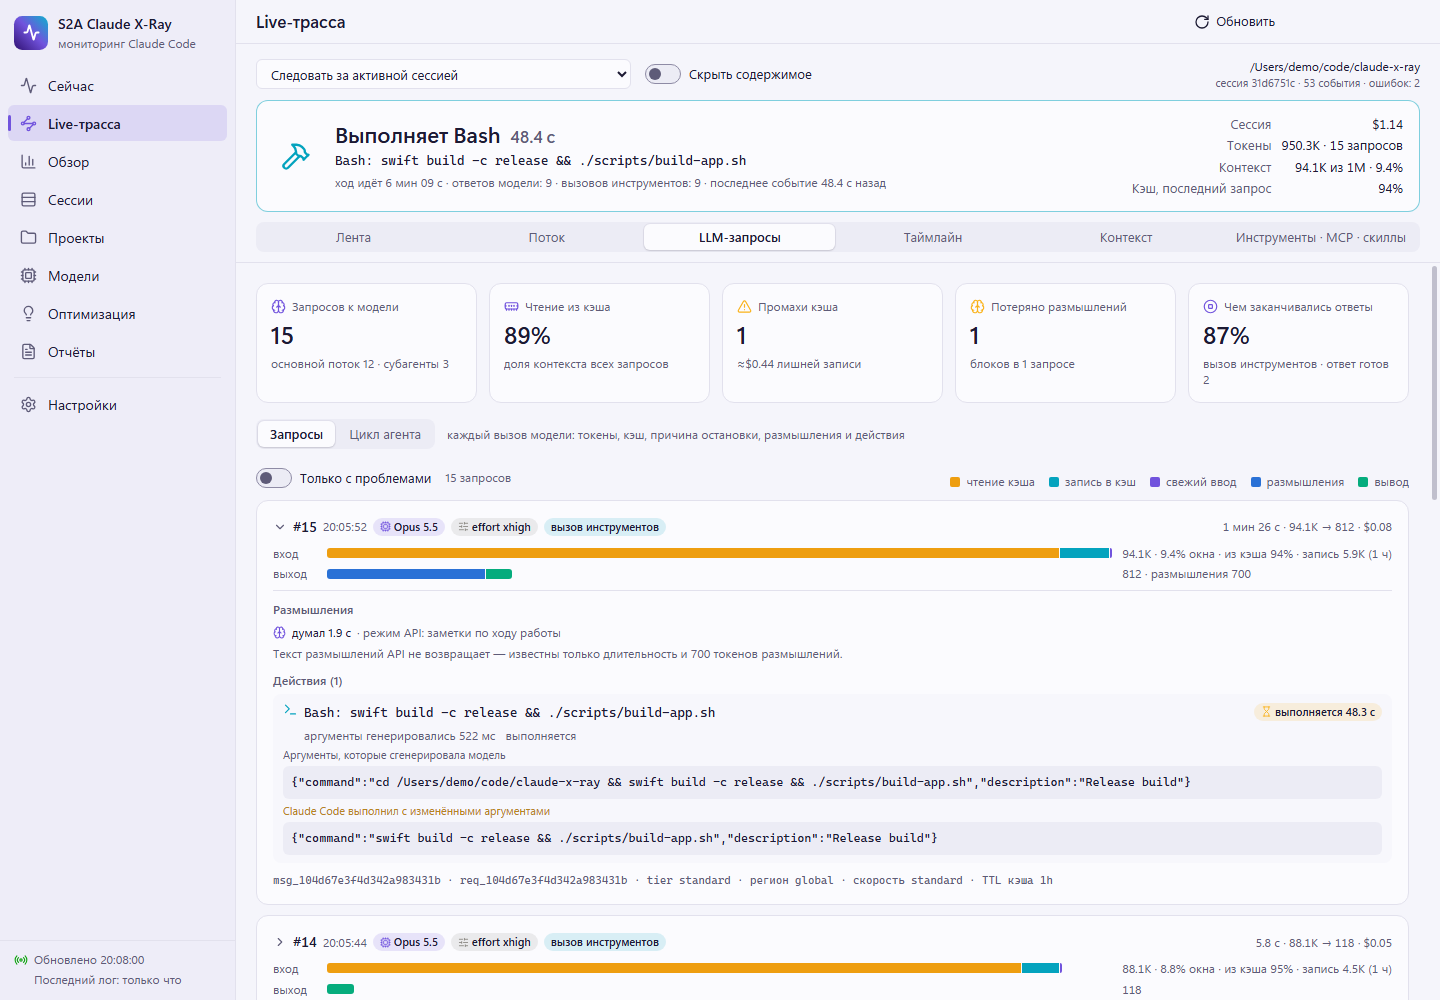 S2A Claude X-Ray
мониторинг Claude Code
Сейчас
Live-трасса
Обзор
Сессии
Проекты
Модели
Оптимизация
Отчёты
Настройки
Обновлено 20:08:00
Последний лог: только что
Live-трасса
Обновить
Следовать за активной сессией
Скрыть содержимое
/Users/demo/code/claude-x-ray
сессия 31d6751c · 53 события · ошибок: 2
Выполняет Bash 48.4 с
Bash: swift build -c release && ./scripts/build-app.sh
ход идёт 6 мин 09 с · ответов модели: 9 · вызовов инструментов: 9 · последнее событие 48.4 с назад
Сессия $1.14
Токены 950.3K · 15 запросов
Контекст 94.1K из 1M · 9.4%
Кэш, последний запрос 94%
Лента
Поток
LLM-запросы
Таймлайн
Контекст
Инструменты · MCP · скиллы
Запросов к модели
15
основной поток 12 · субагенты 3
Чтение из кэша
89%
доля контекста всех запросов
Промахи кэша
1
≈$0.44 лишней записи
Потеряно размышлений
1
блоков в 1 запросе
Чем заканчивались ответы
87%
вызов инструментов · ответ готов
2
Запросы
Цикл агента
каждый вызов модели: токены, кэш, причина остановки, размышления и действия
Только с проблемами
15 запросов
чтение кэша
запись в кэш
свежий ввод
размышления
вывод
#15 20:05:52 Opus 5.5 effort xhigh вызов инструментов
1 мин 26 с · 94.1K → 812 · $0.08
вход
94.1K · 9.4% окна · из кэша 94% · запись 5.9K (1 ч)
выход
812 · размышления 700
Размышления
думал 1.9 с · режим API: заметки по ходу работы
Текст размышлений API не возвращает — известны только длительность и 700 токенов размышлений.
Действия (1)
Bash: swift build -c release && ./scripts/build-app.sh
выполняется 48.3 с
аргументы генерировались 522 мс выполняется
Аргументы, которые сгенерировала модель
{"command":"cd /Users/demo/code/claude-x-ray && swift build -c release && ./scripts/build-app.sh","description":"Release build"}
Claude Code выполнил с изменёнными аргументами
{"command":"swift build -c release && ./scripts/build-app.sh","description":"Release build"}
msg_104d67e3f4d342a983431b · req_104d67e3f4d342a983431b · tier standard · регион global · скорость standard · TTL кэша 1h
#14 20:05:44 Opus 5.5 effort xhigh вызов инструментов
5.8 с · 88.1K → 118 · $0.05
вход
88.1K · 8.8% окна · из кэша 95% · запись 4.5K (1 ч)
выход
118